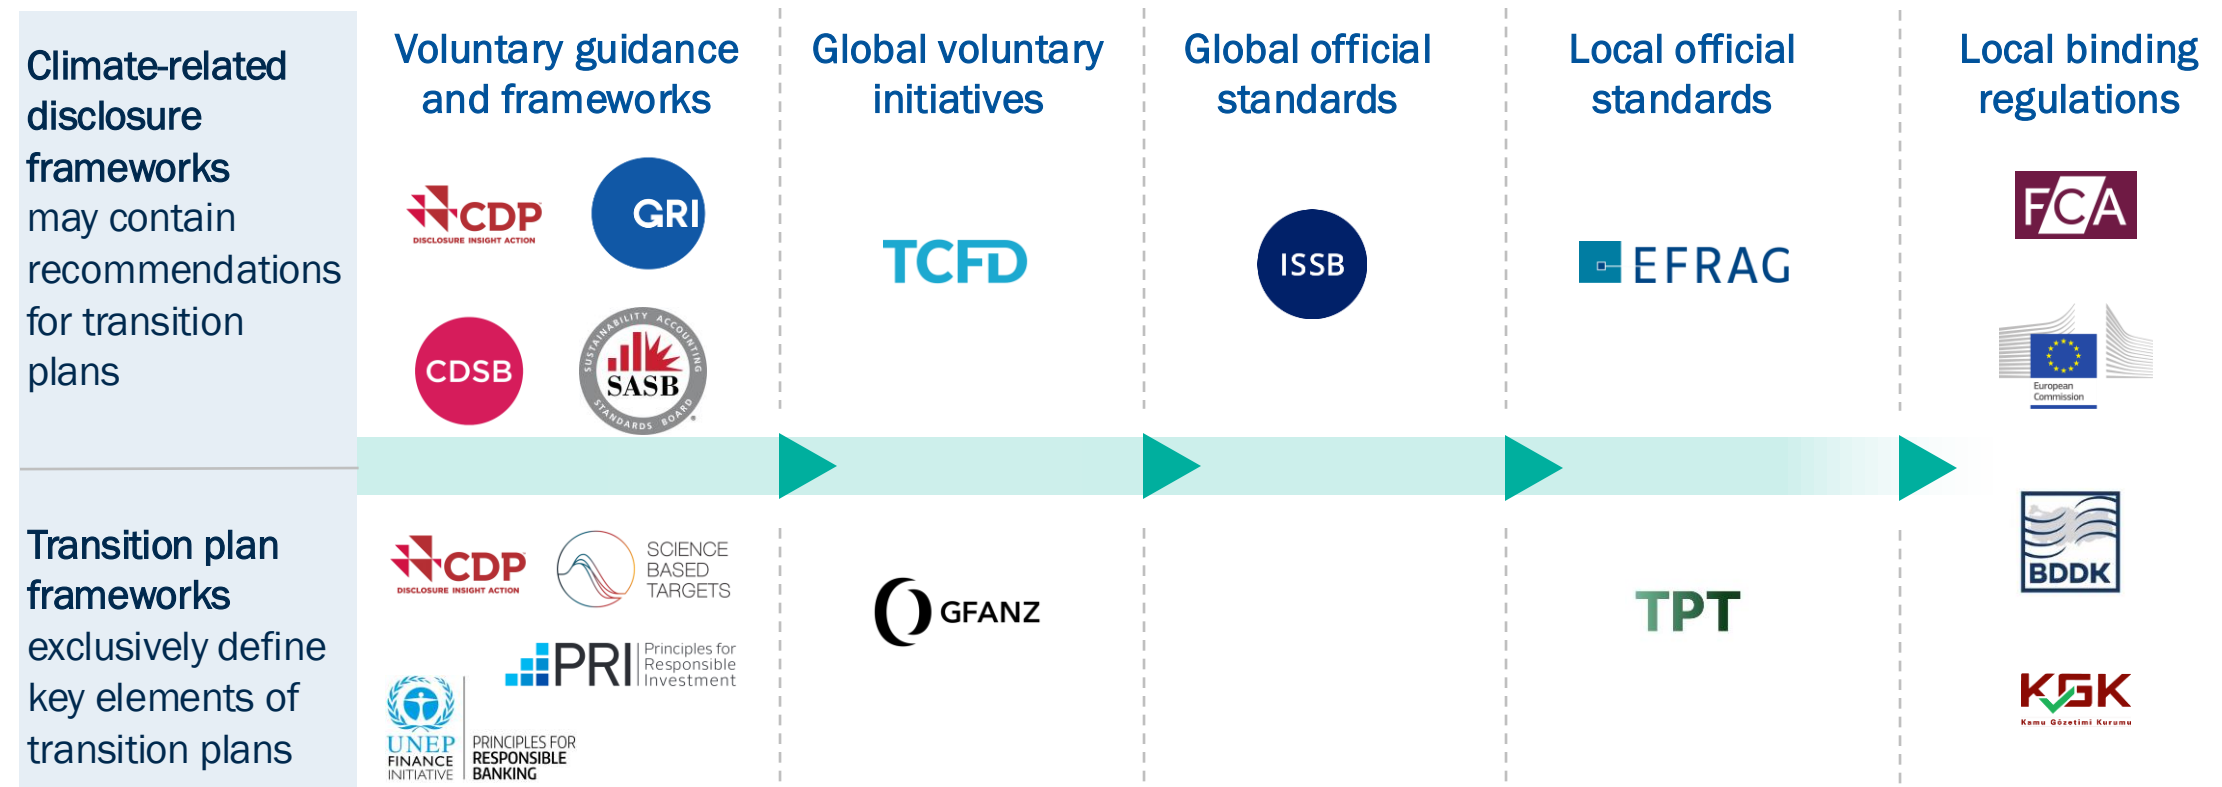 Climate-related
disclosure
frameworks
may contain
recommendations
for transition
plans
Voluntary guidance
and frameworks
Global voluntary
initiatives
Global official
standards
Local official
standards
Local binding
regulations
CDP
DISCLOSURE INSIGHT ACTION
GRI
CDSB
SUSTAINABILITY ACCOUNTING
SASB
STANDARDS BOARD
TCFD
ISSB
EFRAG
FCA
European
Commission
Transition plan
frameworks
exclusively define
key elements of
transition plans
CDP
DISCLOSURE INSIGHT ACTION
SCIENCE
BASED
TARGETS
PRI
Principles for
Responsible
Investment
UNEP
FINANCE
INITIATIVE
PRINCIPLES FOR
RESPONSIBLE
BANKING
GFANZ
TPT
BDDK
KGK
Kamu Gözetimi Kurumu